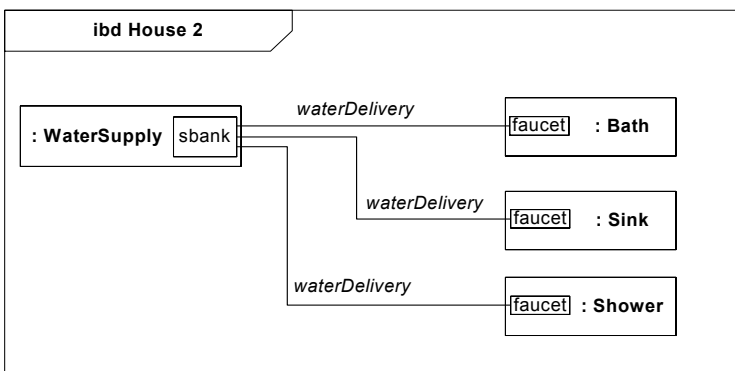 ibd House 2
waterDelivery
: WaterSupply sbank
faucet : Bath
waterDelivery
faucet : Sink
waterDelivery
faucet : Shower